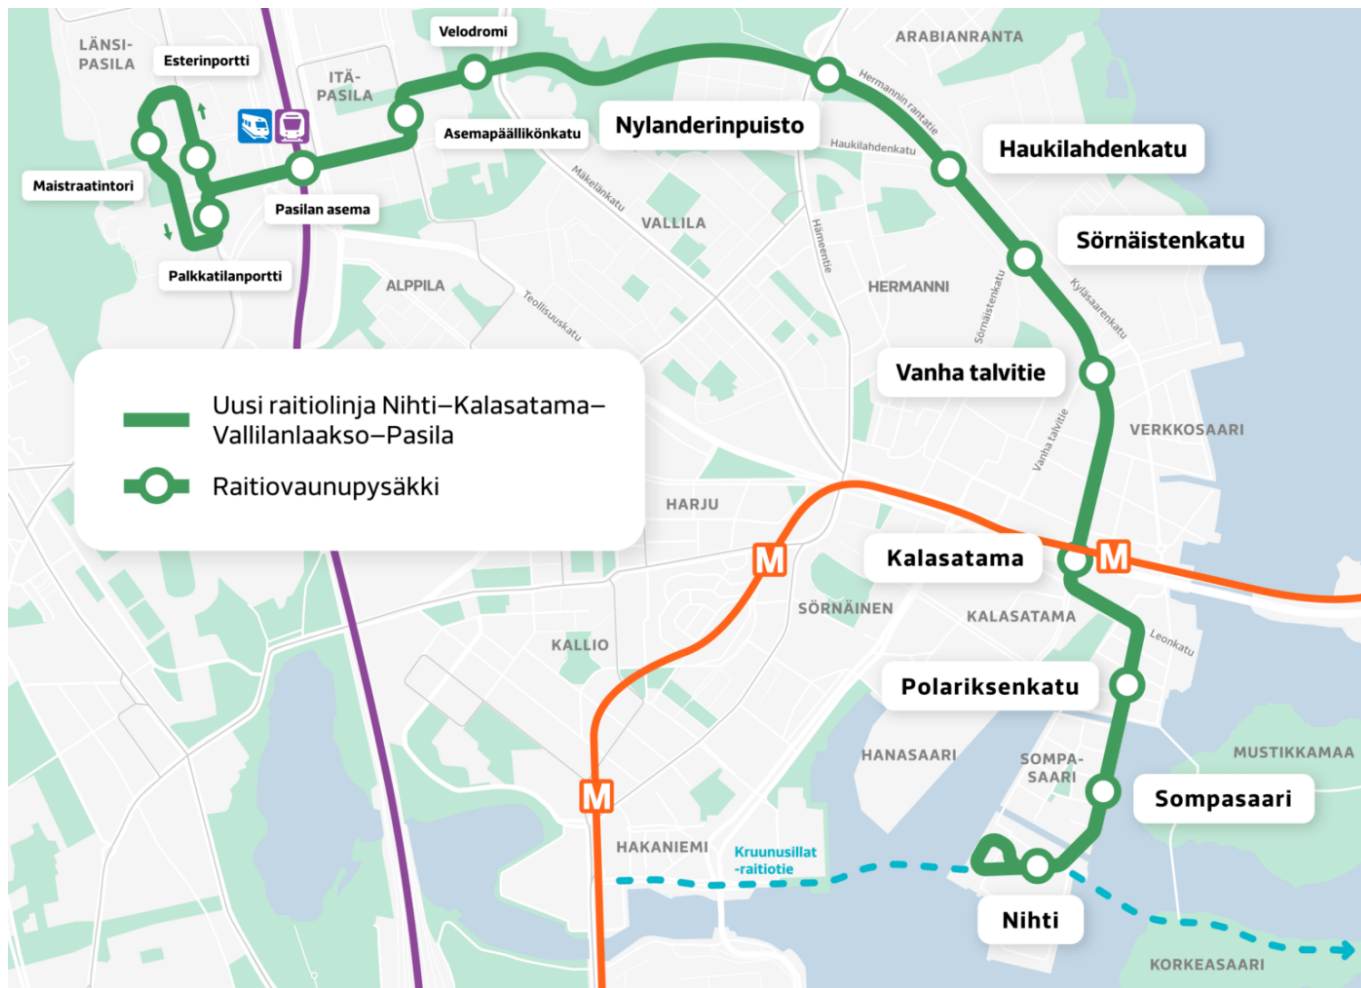 LÄNSI-
PASILA
Esterinportti
ITÄ-
PASILA
Velodromi
ARABIANRANTA
Hermannin rantatie
Nylanderinpuisto
Asemapäällikönkatu
Haukilahdenkatu
Haukilahdenkatu
Maistraatintori
Pasilan asema
Mäkelänkatu
VALLILA
Hämeentie
Sörnäistenkatu
Palkkatilanportti
ALPPILA
Teollisuuskatu
HERMANNI
Sörnäistenkatu
Kyläsaarenkatu
Vanha talvitie
Uusi raitiolinja Nihti–Kalasatama–
Vallilanlaakso–Pasila
Raitiovaunupysäkki
Vanha talvitie
VERKKOSAARI
HARJU
M
Kalasatama
M
SÖRNÄINEN
KALASATAMA
Leonkatu
KALLIO
Polariksenkatu
HANASAARI
SOMPA-
SAARI
MUSTIKKAMAA
M
Sompasaari
HAKANIEMI
Kruunusillat
-raitiotie
Nihti
KORKEASAARI